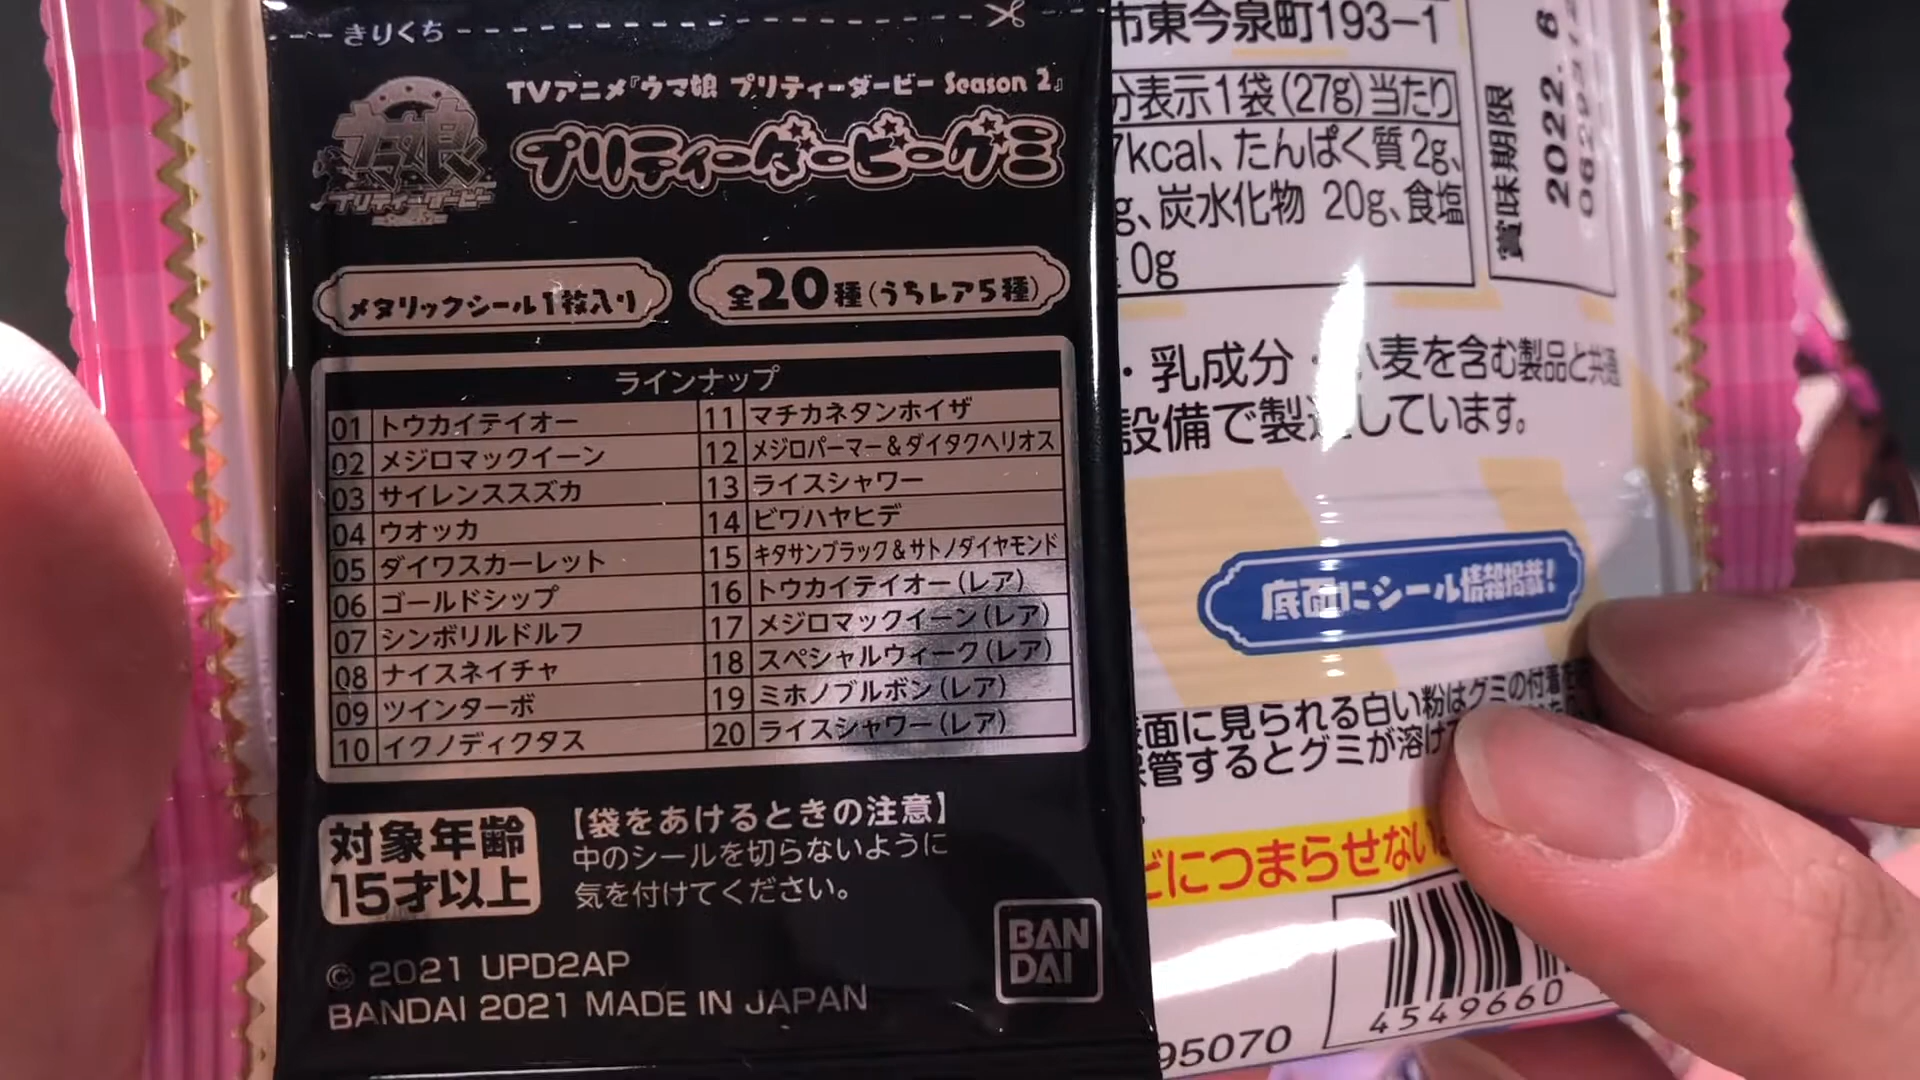 きりくち
TVアニメ『ウマ娘 プリティーダービー Season 2』
ウマ娘
プリティーダービー
プリティーダービーグミ
メタリックシール1枚入り
全20種(うちレア5種)
ラインナップ
01 トウカイテイオー
02 メジロマックイーン
03 サイレンススズカ
04 ウオッカ
05 ダイワスカーレット
06 ゴールドシップ
07 シンボリルドルフ
08 ナイスネイチャ
09 ツインターボ
10 イクノディクタス
11 マチカネタンホイザ
12 メジロパーマー&ダイタクヘリオス
13 ライスシャワー
14 ビワハヤヒデ
15 キタサンブラック&サトノダイヤモンド
16 トウカイテイオー(レア)
17 メジロマックイーン(レア)
18 スペシャルウィーク(レア)
19 ミホノブルボン(レア)
20 ライスシャワー(レア)
対象年齢
15才以上
【袋をあけるときの注意】
中のシールを切らないように
気を付けてください。
© 2021 UPD2AP
BANDAI 2021 MADE IN JAPAN
BAN
DAI
市東今泉町193−1
分表示1袋(27g)当たり
7kcal、たんぱく質2g、
g、炭水化物 20g、食塩
0g
賞味期限
2022. 6
・乳成分・小麦を含む製品と共通
設備で製造しています。
底面にシール情報掲載!
面に見られる白い粉はグミの付着
管するとグミが溶け
どにつまらせない
4549660
95070